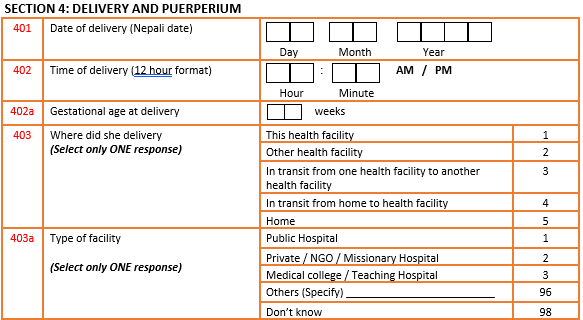 SECTION 4: DELIVERY AND PUERPERIUM
401 Date of delivery (Nepali date)
Day Month Year
402 Time of delivery (12 hour format) : AM / PM
Hour Minute
402a Gestational age at delivery weeks
403 Where did she delivery This health facility 1
(Select only ONE response) Other health facility 2
In transit from one health facility to another 3
health facility
In transit from home to health facility 4
Home 5
403a Type of facility Public Hospital 1
Private / NGO / Missionary Hospital 2
(Select only ONE response) Medical college / Teaching Hospital 3
Others (Specify) ____________________ 96
Don't know 98